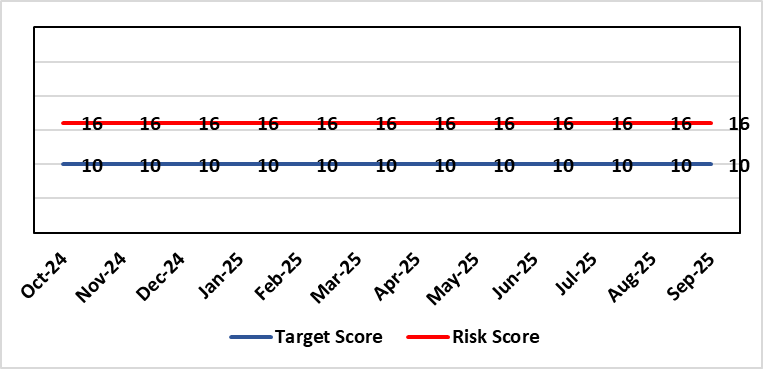 16 16 16 16 16 16 16 16 16 16 16 16
10 10 10 10 10 10 10 10 10 10 10 10
Oct-24 Nov-24 Dec-24 Jan-25 Feb-25 Mar-25 Apr-25 May-25 Jun-25 Jul-25 Aug-25 Sep-25
Target Score Risk Score